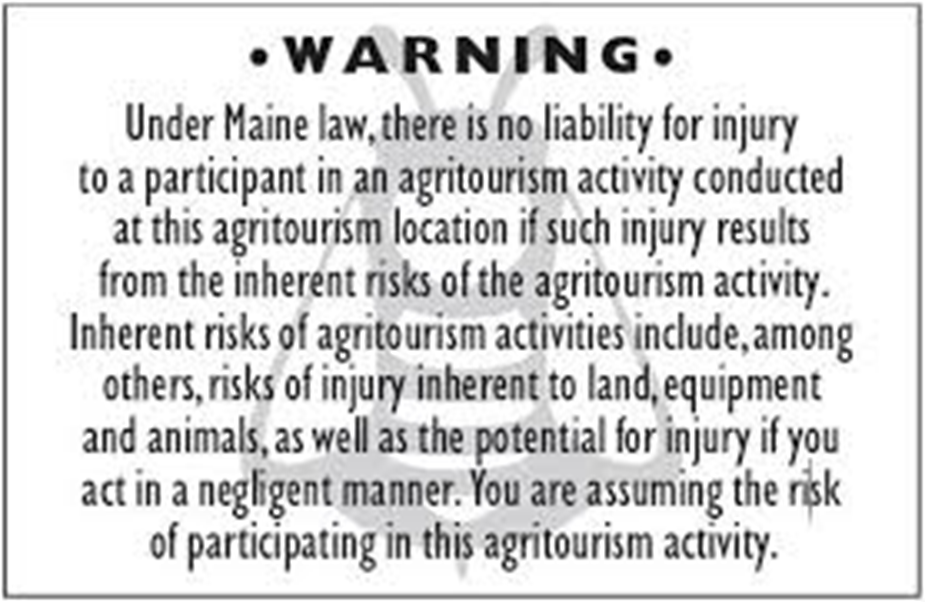 •WARNING•
Under Maine law, there is no liability for injury
to a participant in an agritourism activity conducted
at this agritourism location if such injury results
from the inherent risks of the agritourism activity.
Inherent risks of agritourism activities include, among
others, risks of injury inherent to land, equipment
and animals, as well as the potential for injury if you
act in a negligent manner. You are assuming the risk
of participating in this agritourism activity.